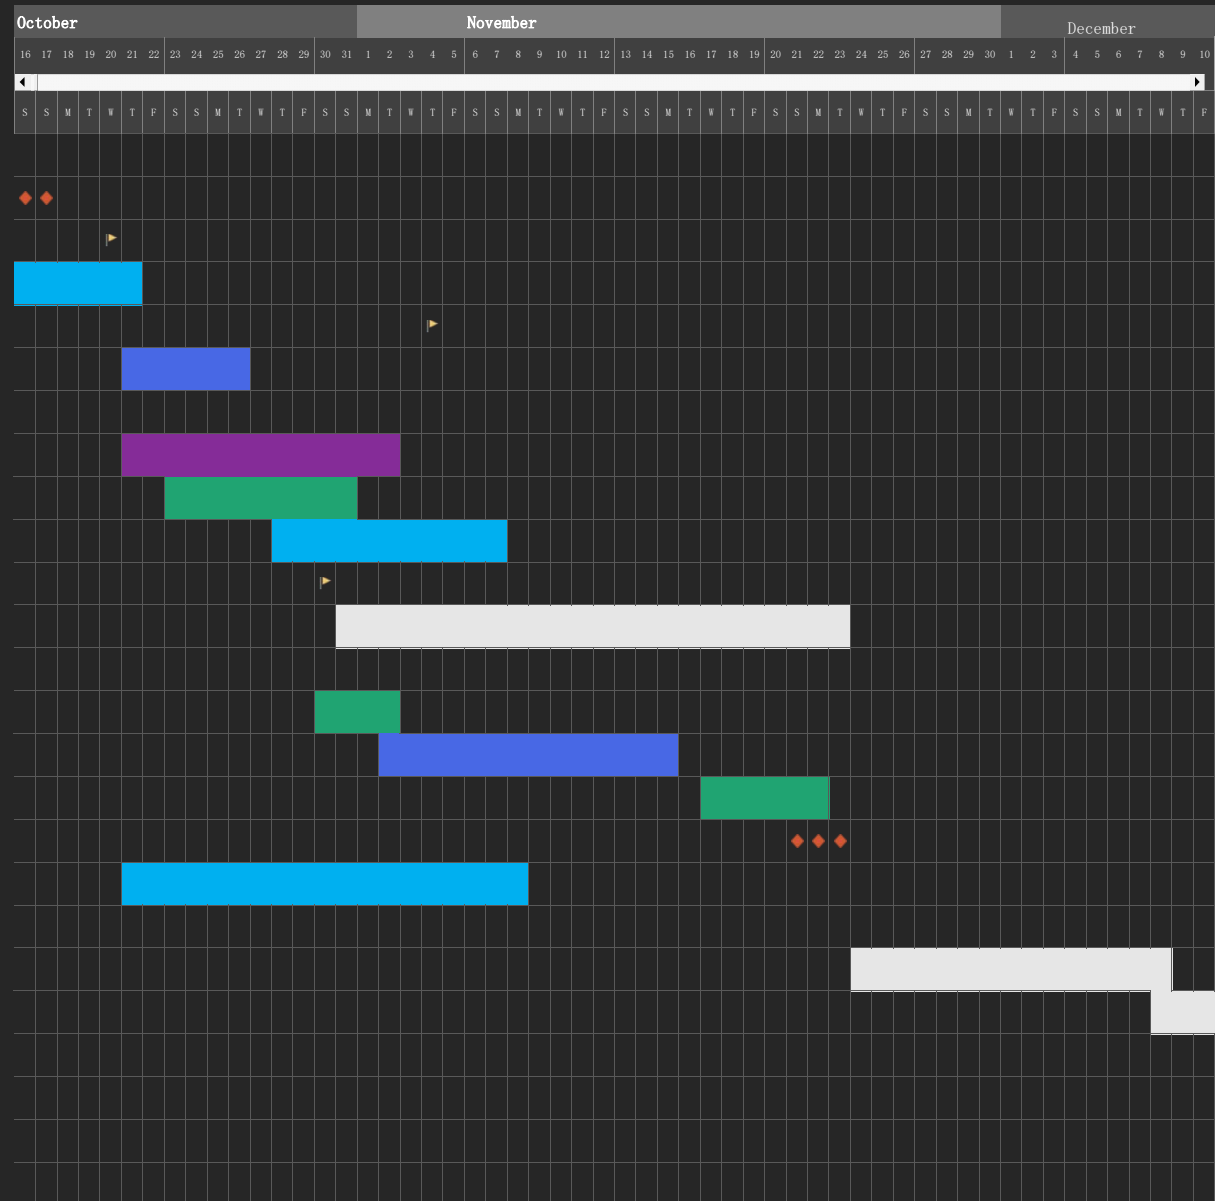 October November December
16 17 18 19 20 21 22 23 24 25 26 27 28 29 30 31 1 2 3 4 5 6 7 8 9 10 11 12 13 14 15 16 17 18 19 20 21 22 23 24 25 26 27 28 29 30 1 2 3 4 5 6 7 8 9 10
S S M T W T F S S M T W T F S S M T W T F S S M T W T F S S M T W T F S S M T W T F S S M T W T F S S M T W T F